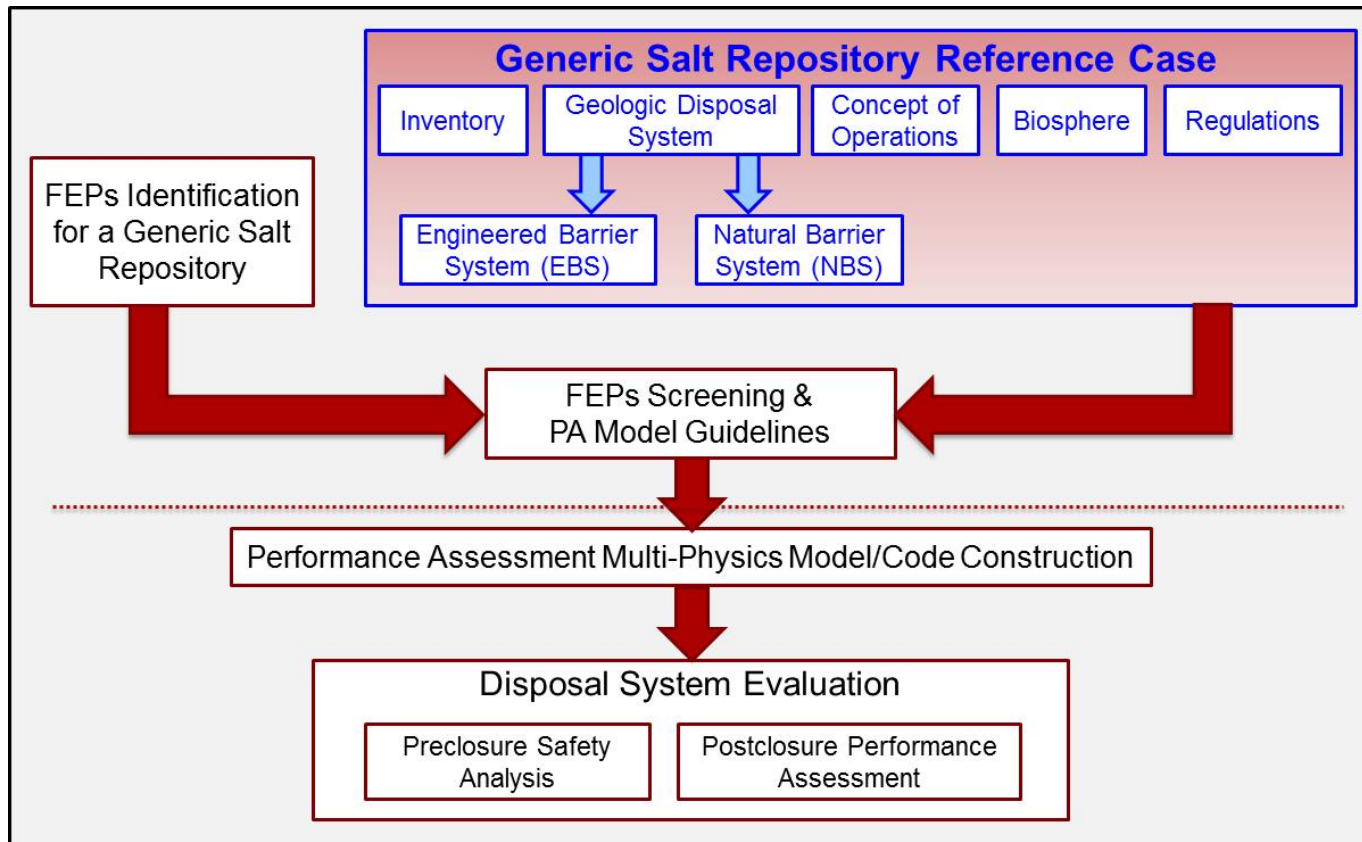 Generic Salt Repository Reference Case
Inventory
Geologic Disposal
System
Concept of
Operations
Biosphere
Regulations
FEPs Identification
for a Generic Salt
Repository
Engineered Barrier
System (EBS)
Natural Barrier
System (NBS)
FEPs Screening &
PA Model Guidelines
Performance Assessment Multi-Physics Model/Code Construction
Disposal System Evaluation
Preclosure Safety
Analysis
Postclosure Performance
Assessment